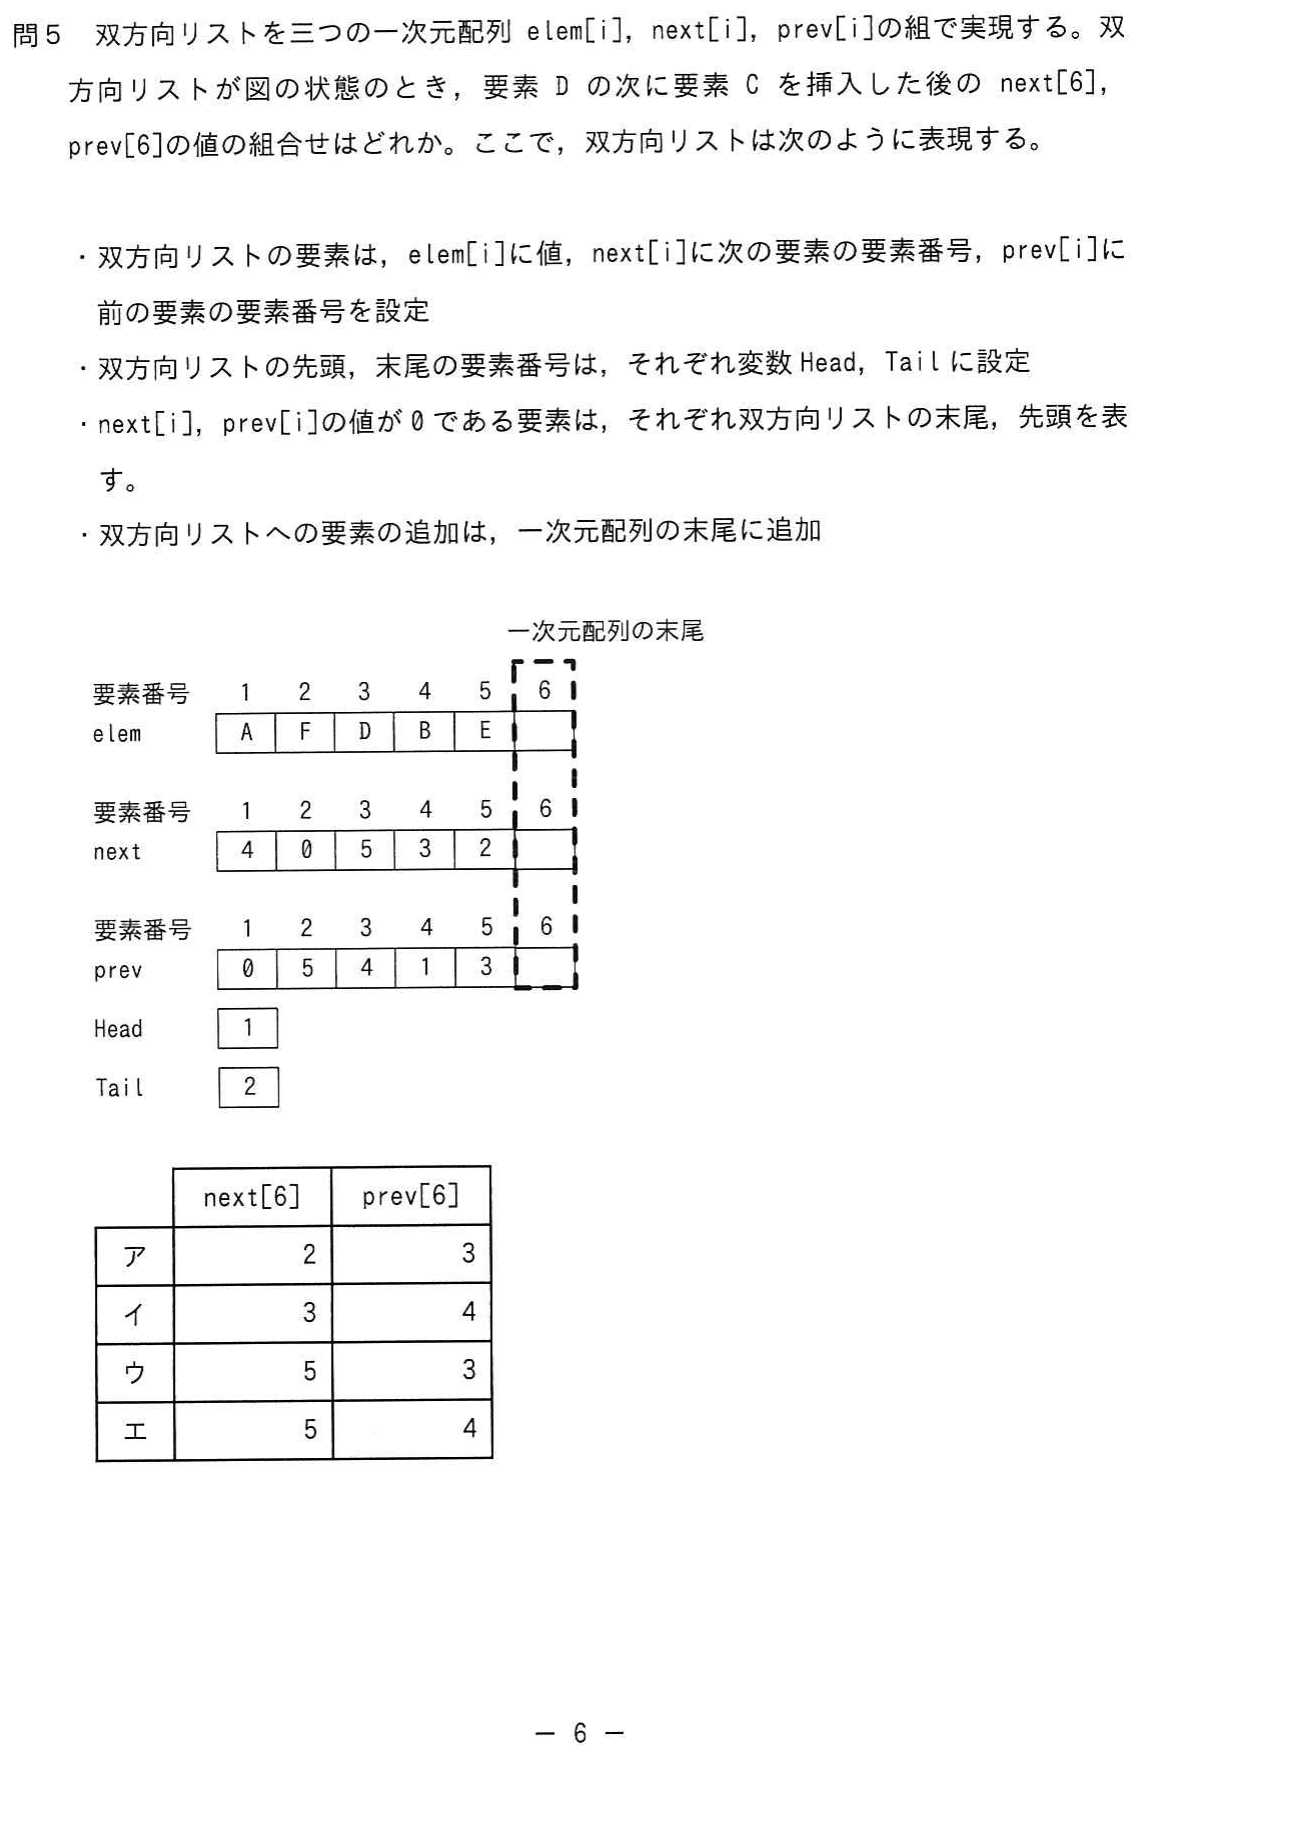 問５　双方向リストを三つの一次元配列 elem[i]，next[i]，prev[i]の組で実現する。双
方向リストが図の状態のとき，要素 D の次に要素 C を挿入した後の next[6]，
prev[6]の値の組合せはどれか。ここで，双方向リストは次のように表現する。
・双方向リストの要素は，elem[i]に値，next[i]に次の要素の要素番号，prev[i]に
前の要素の要素番号を設定
・双方向リストの先頭，末尾の要素番号は，それぞれ変数 Head，Tail に設定
・next[i]，prev[i]の値が 0 である要素は，それぞれ双方向リストの末尾，先頭を表
す。
・双方向リストへの要素の追加は，一次元配列の末尾に追加
一次元配列の末尾
要素番号 1 2 3 4 5 6
elem A F D B E
要素番号 1 2 3 4 5 6
next 4 0 5 3 2
要素番号 1 2 3 4 5 6
prev 0 5 4 1 3
Head 1
Tail 2
next[6] prev[6]
ア 2 3
イ 3 4
ウ 5 3
エ 5 4
－ 6 －